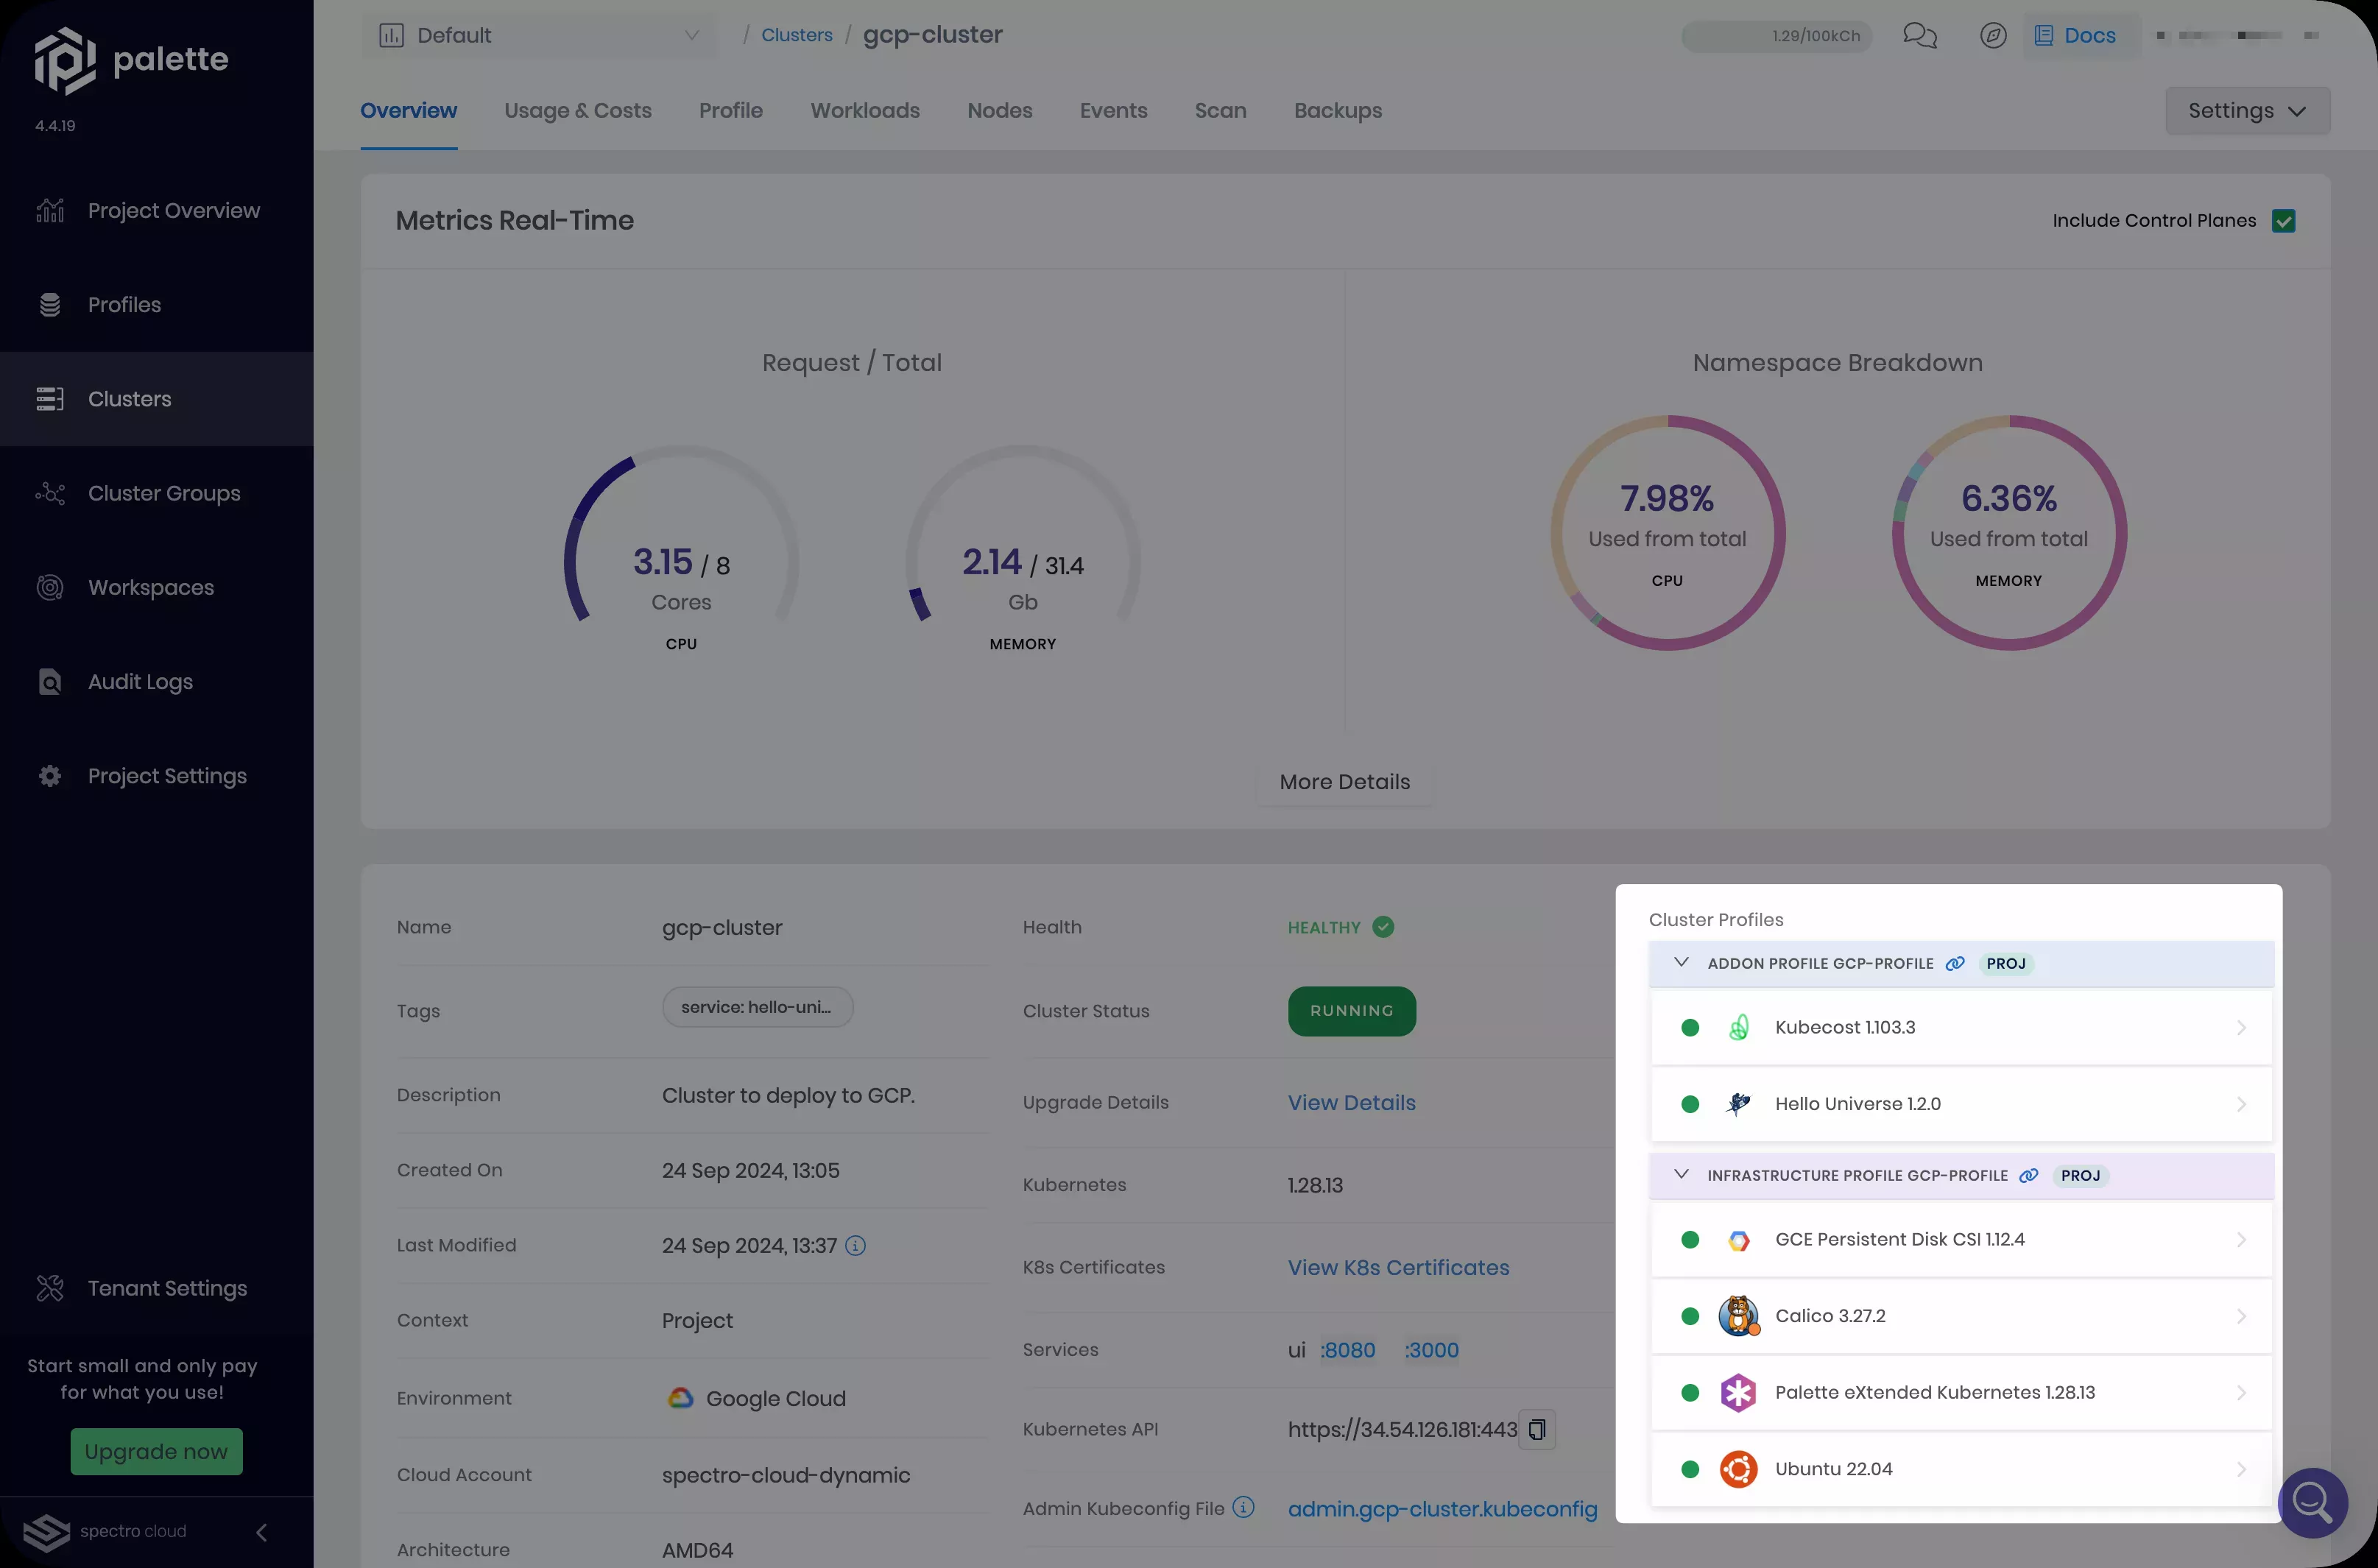 palette
4.4.19
Project Overview
Profiles
Clusters
Cluster Groups
Workspaces
Audit Logs
Project Settings
Tenant Settings
Start small and only pay
for what you use!
Upgrade now
spectro cloud
Default
/ Clusters / gcp-cluster
1.29/100kCh
Docs
Overview
Usage & Costs
Profile
Workloads
Nodes
Events
Scan
Backups
Settings
Metrics Real-Time
Include Control Planes
Request / Total
3.15 / 8
Cores
CPU
2.14 / 31.4
Gb
MEMORY
Namespace Breakdown
7.98%
Used from total
CPU
6.36%
Used from total
MEMORY
More Details
Name gcp-cluster
Tags service: hello-uni...
Description Cluster to deploy to GCP.
Created On 24 Sep 2024, 13:05
Last Modified 24 Sep 2024, 13:37
Context Project
Environment Google Cloud
Cloud Account spectro-cloud-dynamic
Architecture AMD64
Health HEALTHY
Cluster Status RUNNING
Upgrade Details View Details
Kubernetes 1.28.13
K8s Certificates View K8s Certificates
Services ui :8080 :3000
Kubernetes API https://34.54.126.181:443
Admin Kubeconfig File admin.gcp-cluster.kubeconfig
Cluster Profiles
ADDON PROFILE GCP-PROFILE PROJ
Kubecost 1.103.3
Hello Universe 1.2.0
INFRASTRUCTURE PROFILE GCP-PROFILE PROJ
GCE Persistent Disk CSI 1.12.4
Calico 3.27.2
Palette eXtended Kubernetes 1.28.13
Ubuntu 22.04